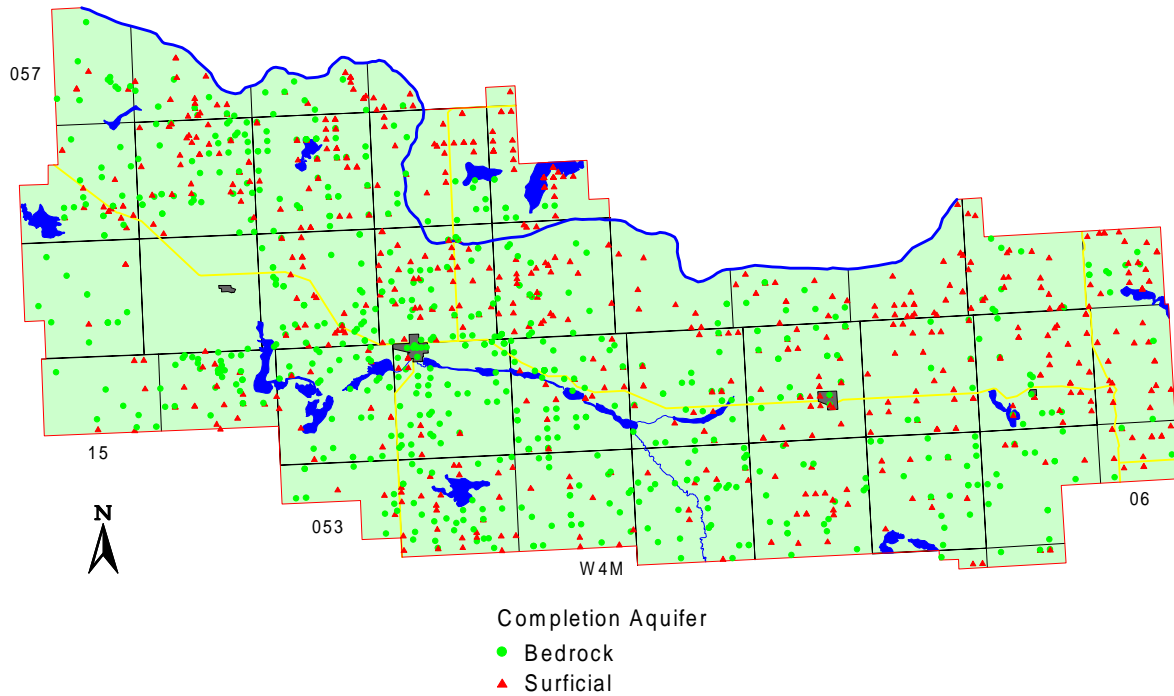 057
15
N
053
W4M
06
Completion Aquifer
Bedrock
Surficial